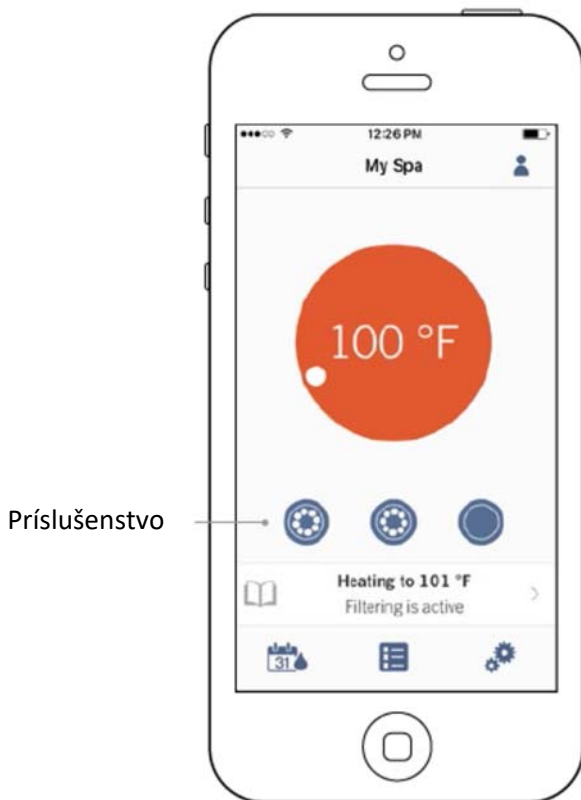 12:26 PM
My Spa
100 °F
Príslušenstvo
Heating to 101 °F
Filtering is active
31